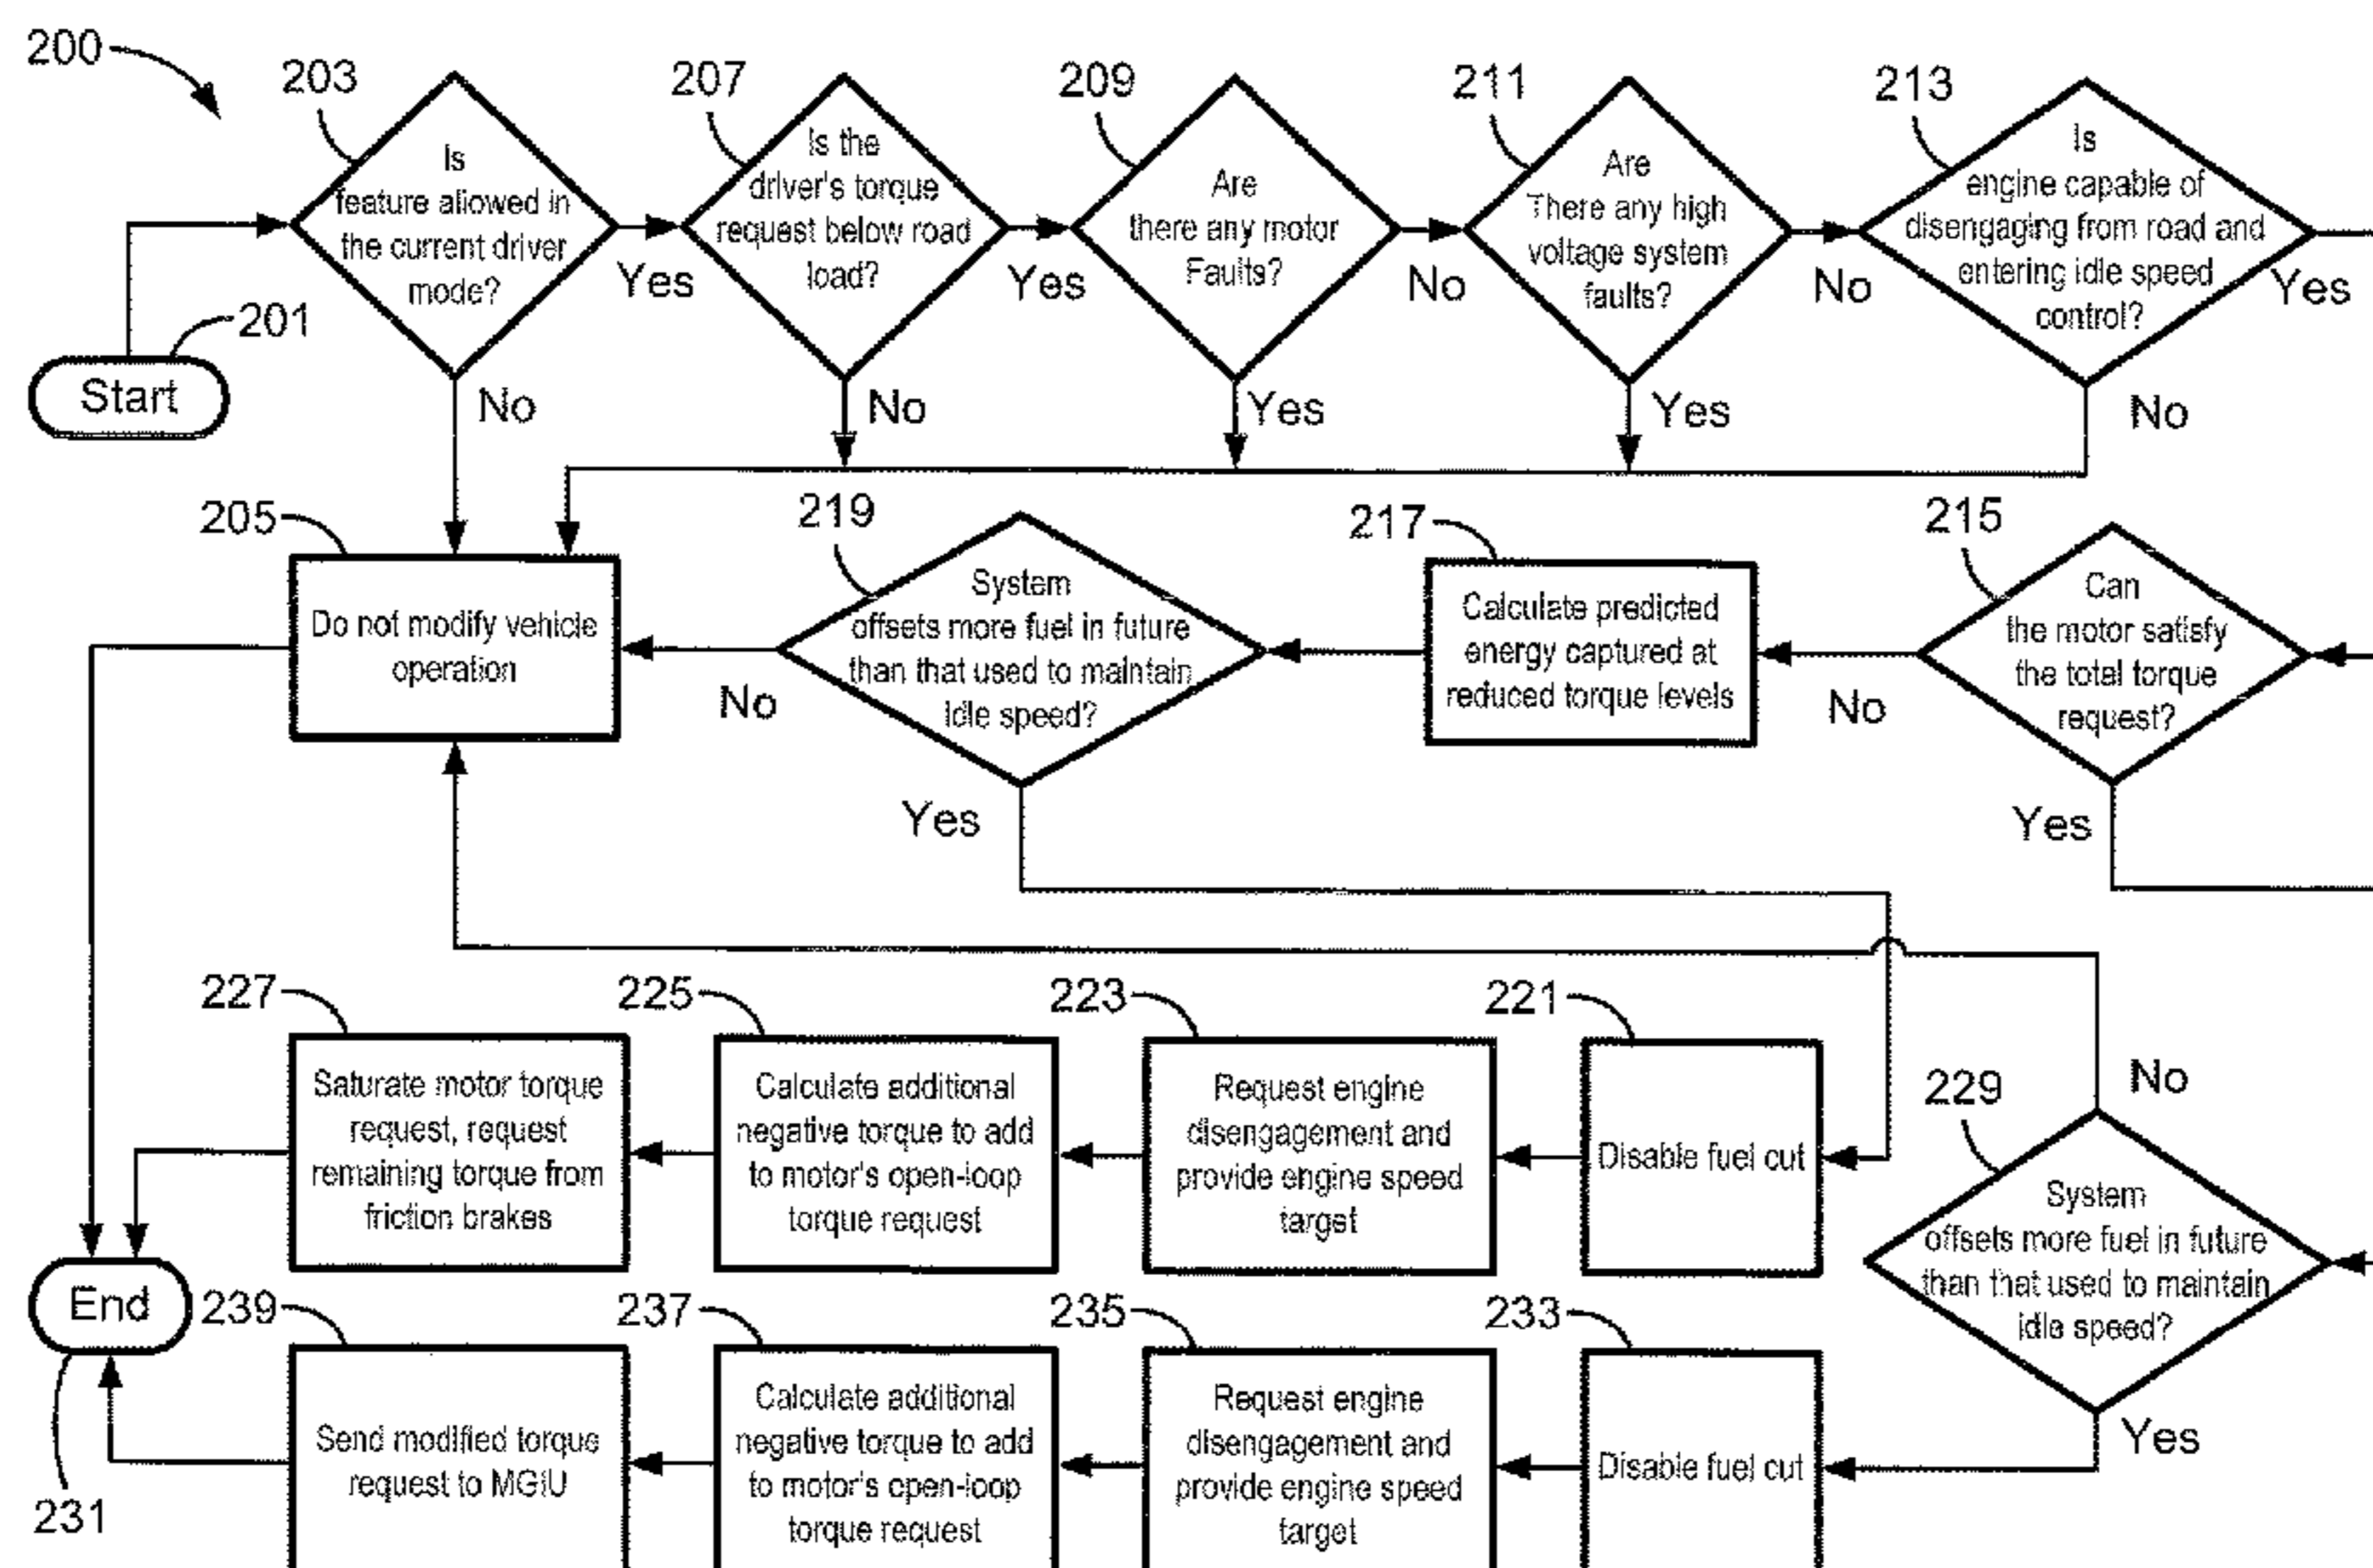 200
203
Is
feature allowed in
the current driver
mode?
Yes
No
207
Is the
driver's torque
request below road
load?
Yes
No
209
Are
there any motor
Faults?
No
Yes
211
Are
There any high
voltage system
faults?
No
Yes
213
Is
engine capable of
disengaging from road and
entering idle speed
control?
Yes
No
201
Start
205
Do not modify vehicle
operation
219
System
offsets more fuel in future
than that used to maintain
idle speed?
No
Yes
217
Calculate predicted
energy captured at
reduced torque levels
215
Can
the motor satisfy
the total torque
request?
No
Yes
227
Saturate motor torque
request, request
remaining torque from
friction brakes
225
Calculate additional
negative torque to add
to motor's open-loop
torque request
223
Request engine
disengagement and
provide engine speed
target
221
Disable fuel cut
229
No
System
offsets more fuel in future
than that used to maintain
idle speed?
Yes
End
231
239
Send modified torque
request to MGIU
237
Calculate additional
negative torque to add
to motor's open-loop
torque request
235
Request engine
disengagement and
provide engine speed
target
233
Disable fuel cut